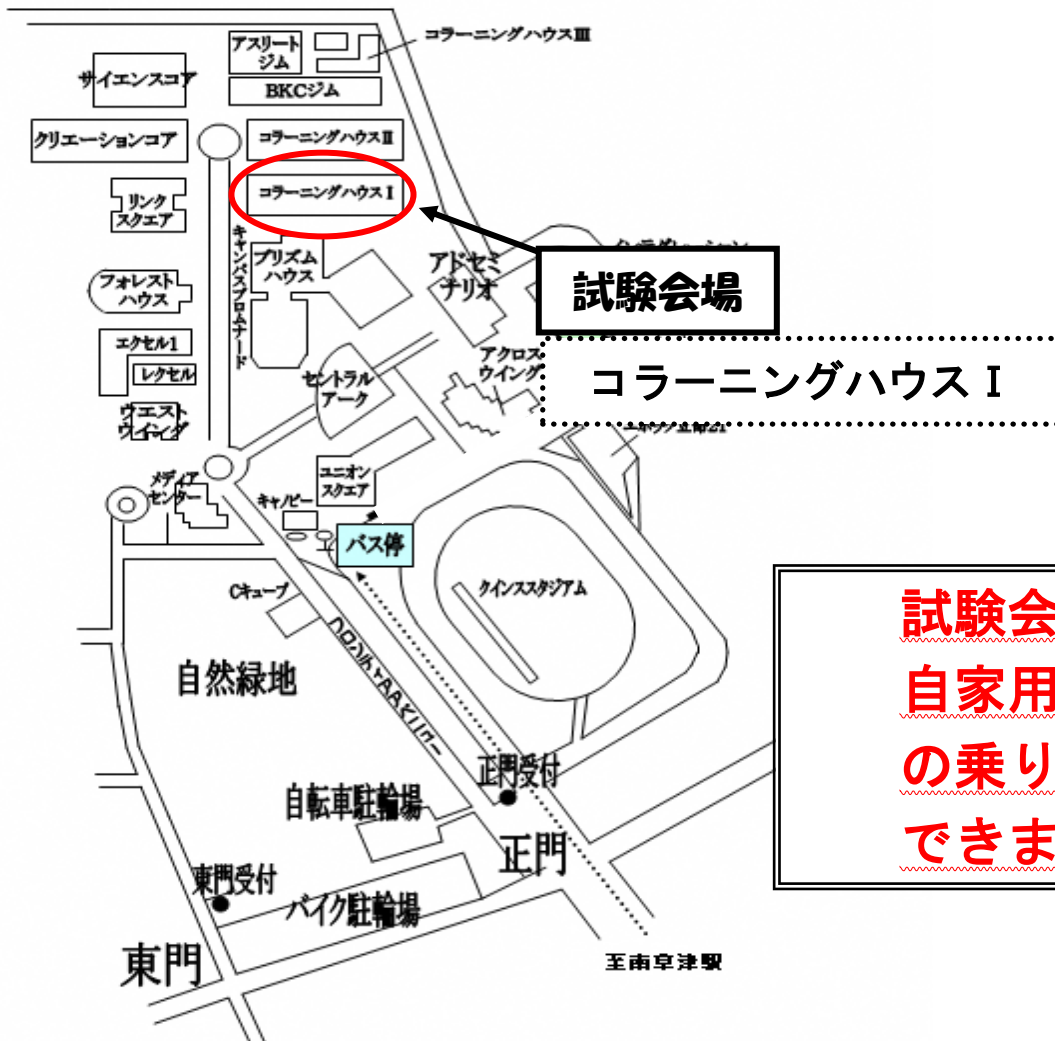 コラーニングハウスⅢ
アスリート
ジム
サイエンスコア
BKCジム
クリエーションコア
コラーニングハウスⅡ
コラーニングハウスⅠ
リンク
スクエア
キャンパスプロムナード
プリズム
ハウス
アドセミ
ナリオ
試験会場
フォレスト
ハウス
エクセル1
レクセル
アクロス
ウイング
コラーニングハウスⅠ
セントラル
アーク
ウエスト
ウイング
メディア
センター
ユニオン
スクエア
キャノピー
バス停
Cキューブ
クインススタジアム
自然緑地
正門受付
自転車駐輪場
正門
東門受付
バイク駐輪場
東門
至南草津駅
試験会
自家用
の乗り
できま